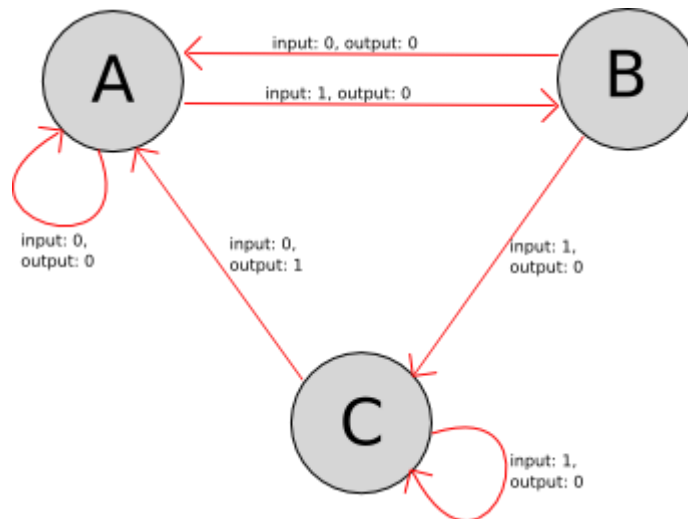 input: 0, output: 0
A
B
input: 1, output: 0
input: 0,
output: 0
input: 0,
output: 1
input: 1,
output: 0
C
input: 1,
output: 0